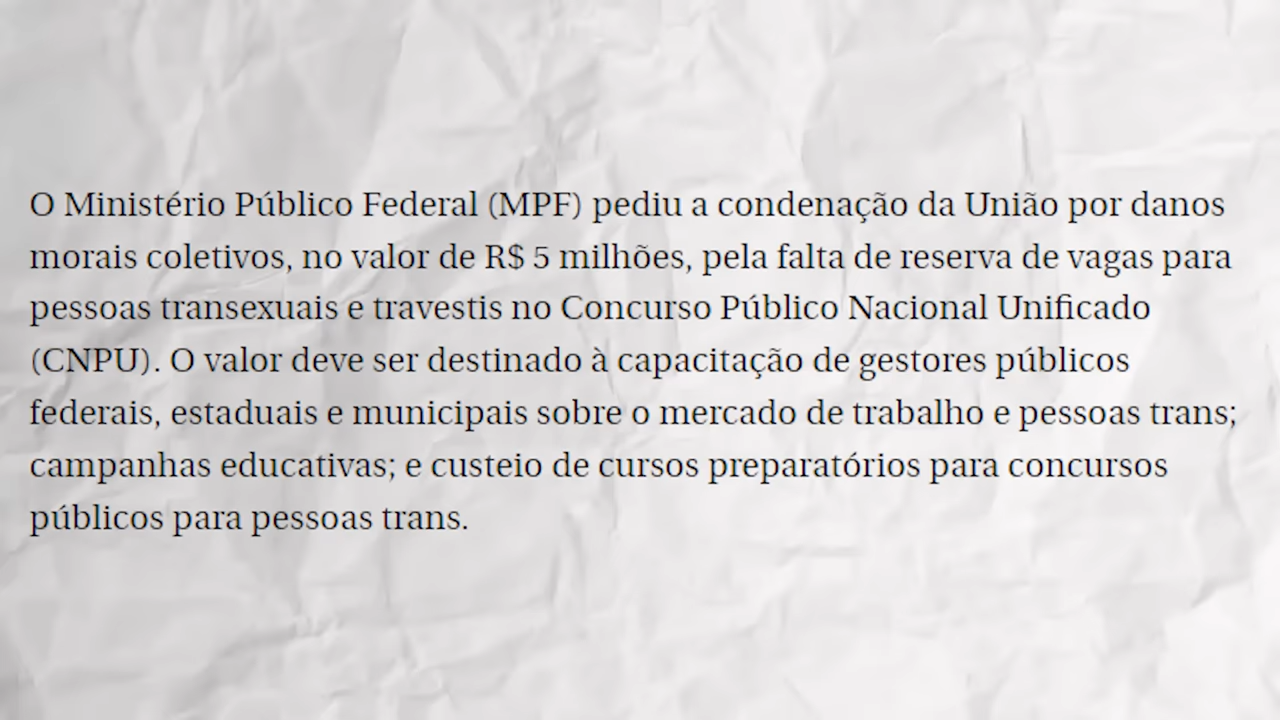 O Ministério Público Federal (MPF) pediu a condenação da União por danos
morais coletivos, no valor de R$ 5 milhões, pela falta de reserva de vagas para
pessoas transexuais e travestis no Concurso Público Nacional Unificado
(CNPU). O valor deve ser destinado à capacitação de gestores públicos
federais, estaduais e municipais sobre o mercado de trabalho e pessoas trans;
campanhas educativas; e custeio de cursos preparatórios para concursos
públicos para pessoas trans.